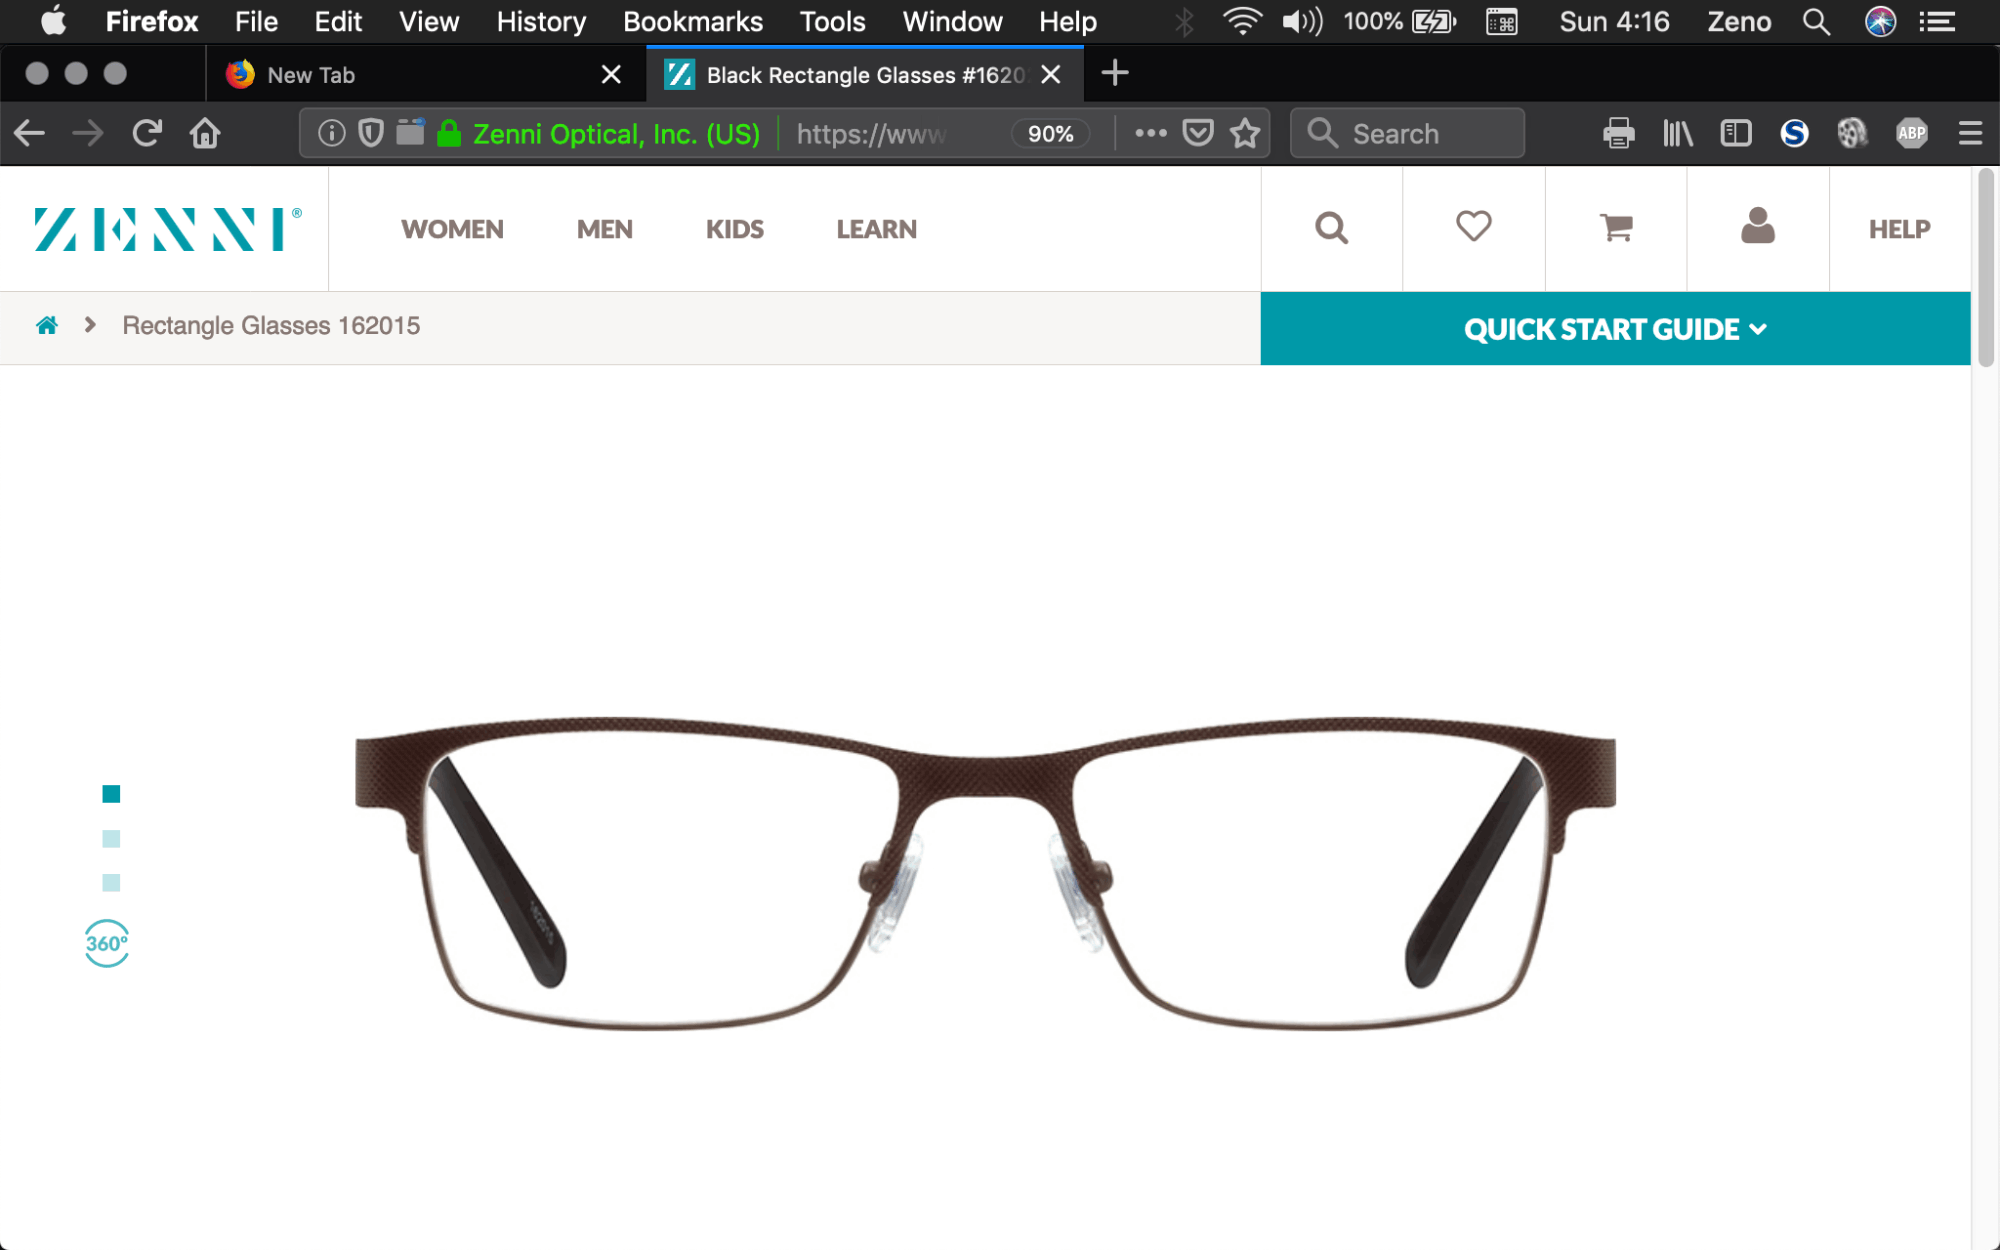 Firefox File Edit View History Bookmarks Tools Window Help 100% Sun 4:16 Zeno
New Tab Black Rectangle Glasses #1620
Zenni Optical, Inc. (US) https://www 90% Search ABP
ZENNI® WOMEN MEN KIDS LEARN HELP
Rectangle Glasses 162015 QUICK START GUIDE
360°